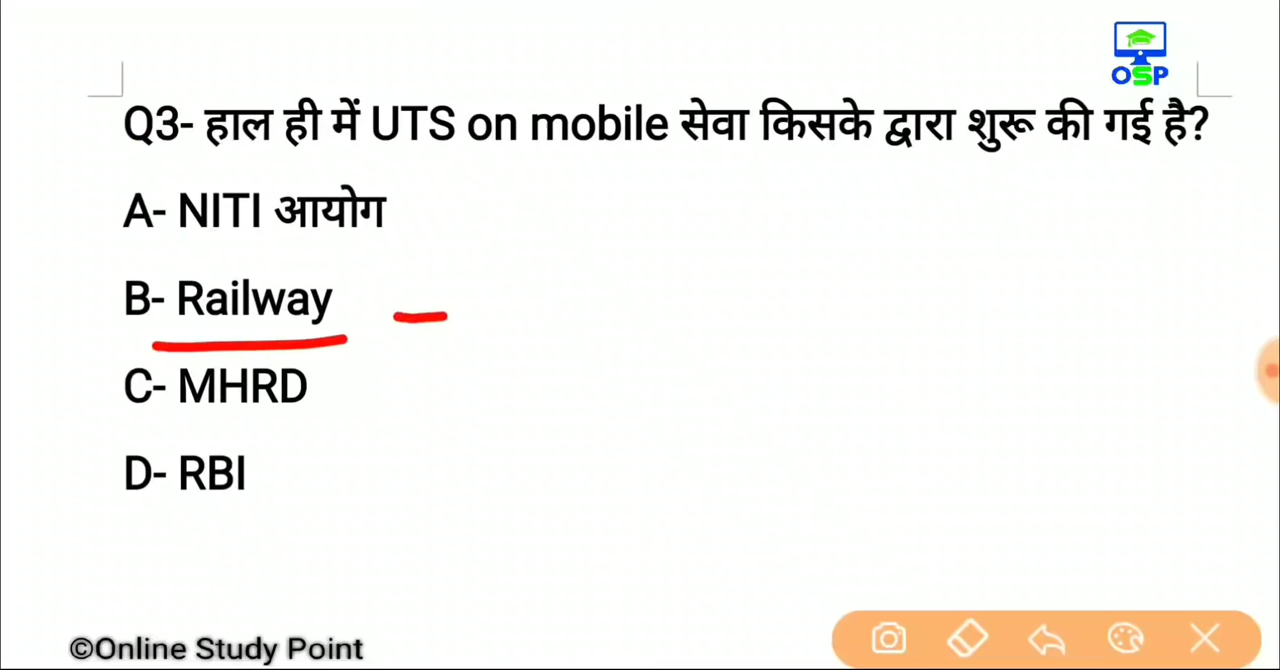 OSP
Q3- हाल ही में UTS on mobile सेवा किसके द्वारा शुरू की गई है?
A- NITI आयोग
B- Railway
C- MHRD
D- RBI
©Online Study Point